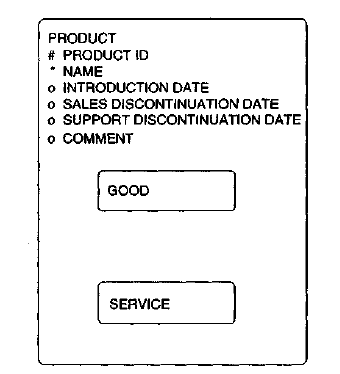 PRODUCT
# PRODUCT ID
* NAME
o INTRODUCTION DATE
o SALES DISCONTINUATION DATE
o SUPPORT DISCONTINUATION DATE
o COMMENT
GOOD
SERVICE